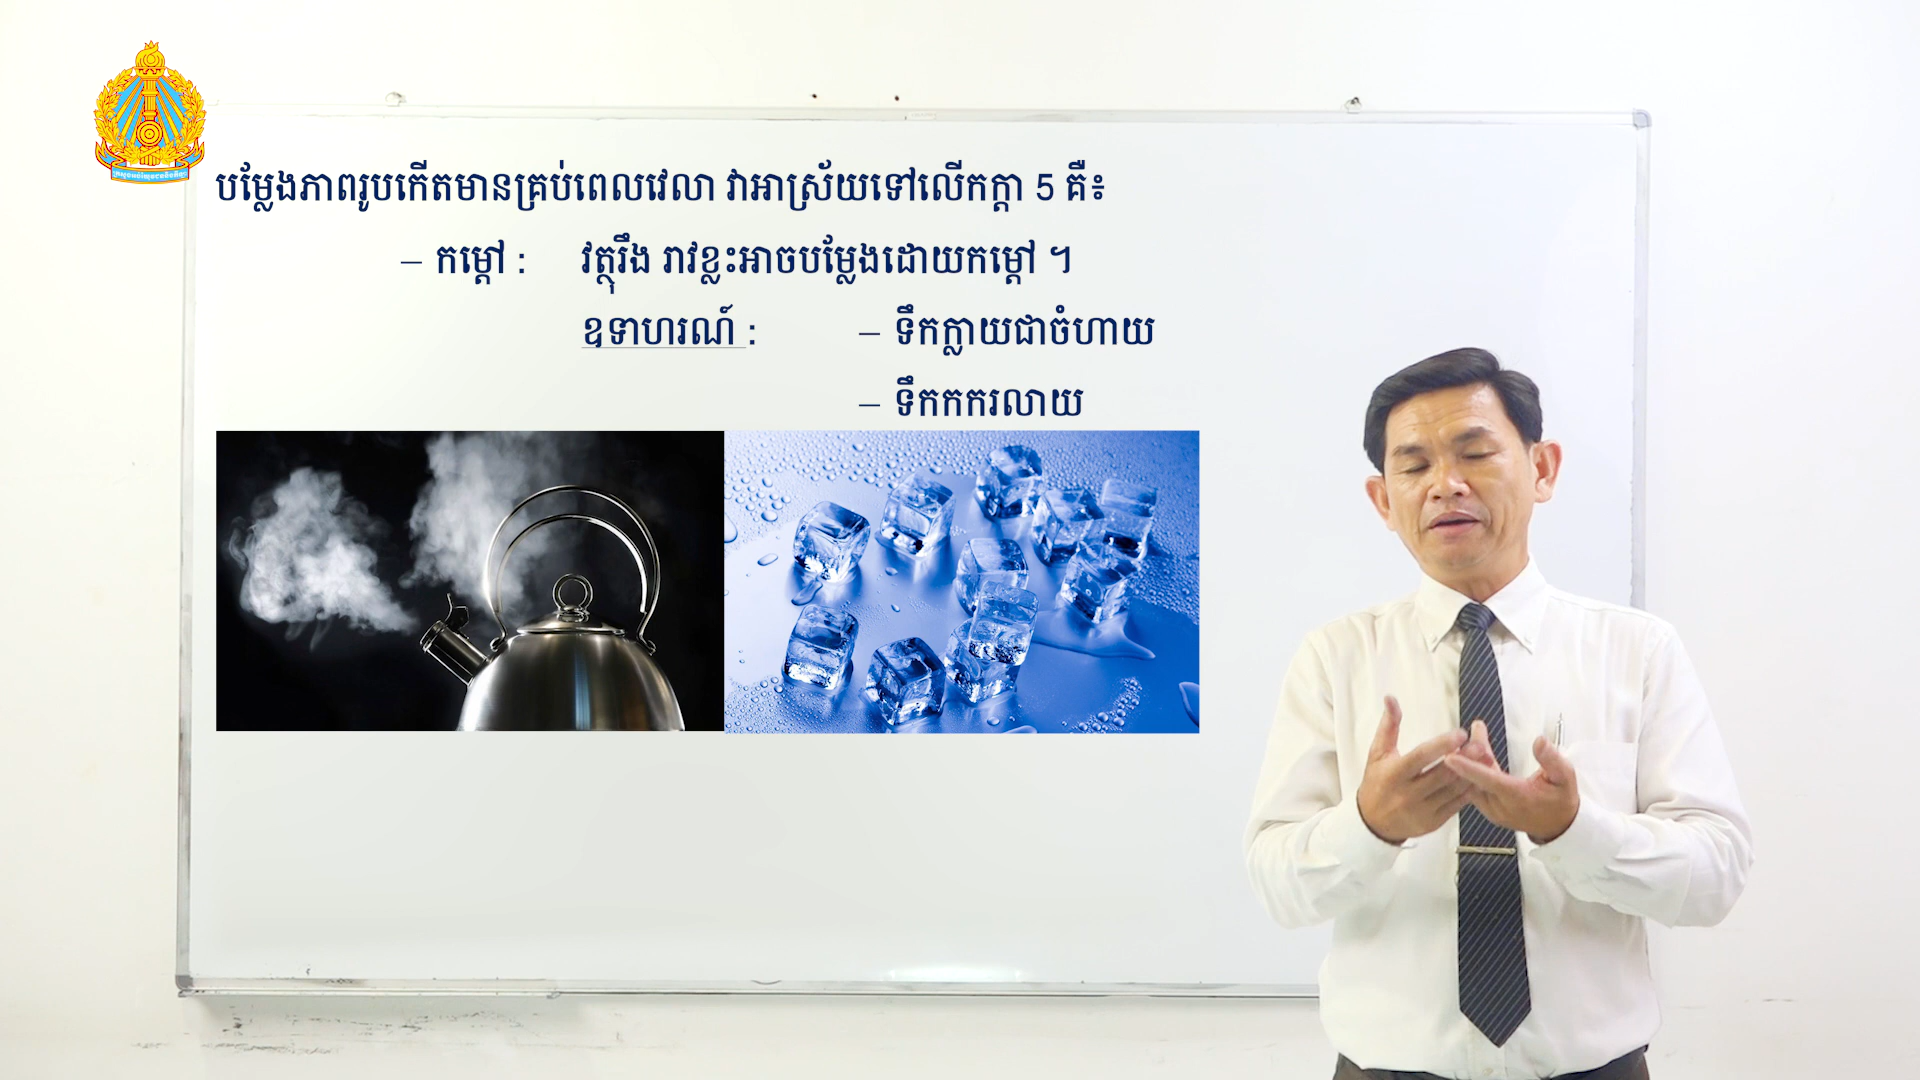 បម្លែងភាពរូបកើតមានគ្រប់ពេលវេលា វាអាស្រ័យទៅលើកត្តា 5 គឺ៖
– កម្ដៅ : វត្ថុរឹង រាវខ្លះអាចបម្លែងដោយកម្ដៅ ។
ឧទាហរណ៍ : – ទឹកក្លាយជាចំហាយ
– ទឹកកករលាយ